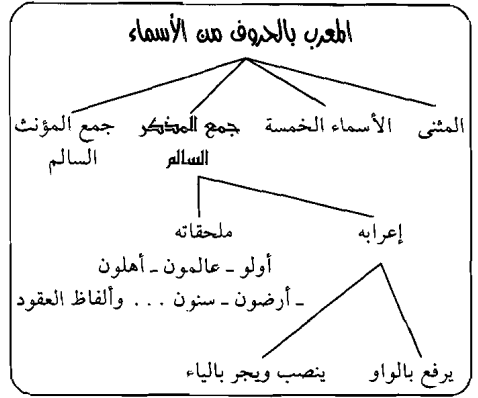 المعرب بالحروف من الأسماء
المثنى
الأسماء الخمسة
جمع المذكر
السالم
جمع المؤنث
السالم
إعرابه
ملحقاته
أولو ـ عالمون ـ أهلون
ـ أرضون ـ سنون ... وألفاظ العقود
يرفع بالواو
ينصب ويجر بالياء